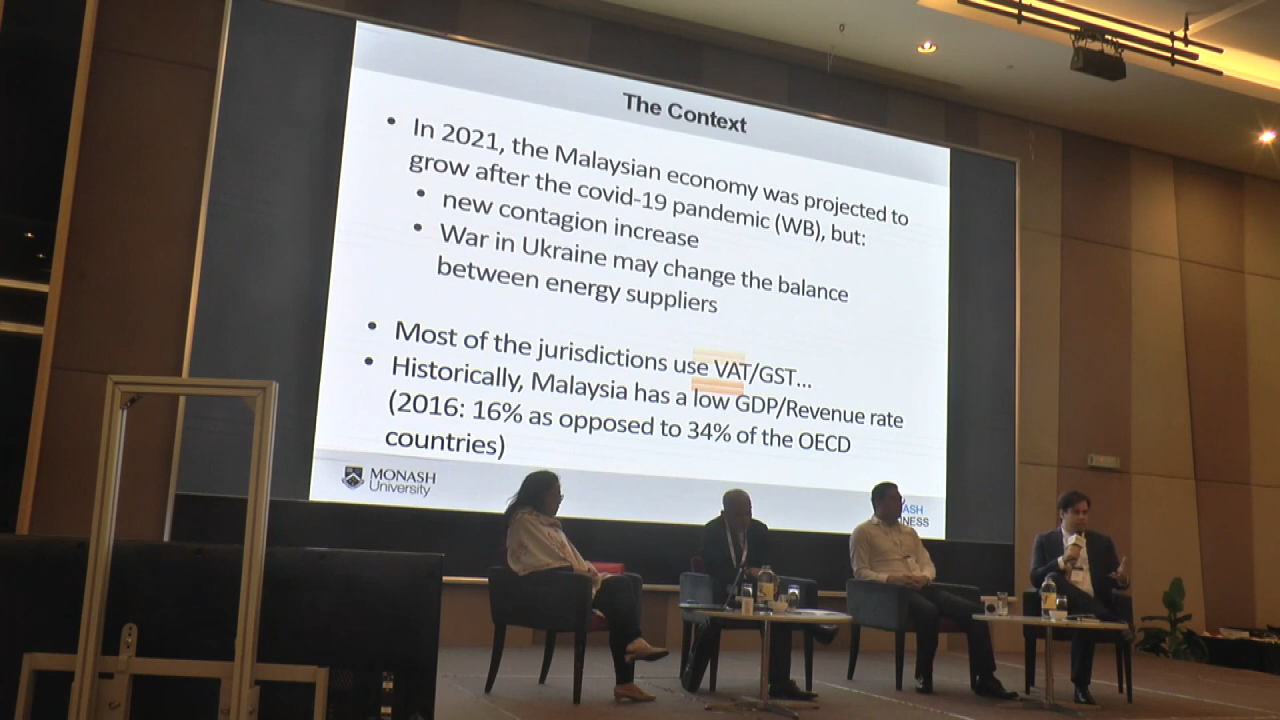 The Context
• In 2021, the Malaysian economy was projected to
grow after the covid-19 pandemic (WB), but:
• new contagion increase
• War in Ukraine may change the balance
between energy suppliers
• Most of the jurisdictions use VAT/GST...
• Historically, Malaysia has a low GDP/Revenue rate
(2016: 16% as opposed to 34% of the OECD
countries)
MONASH
University